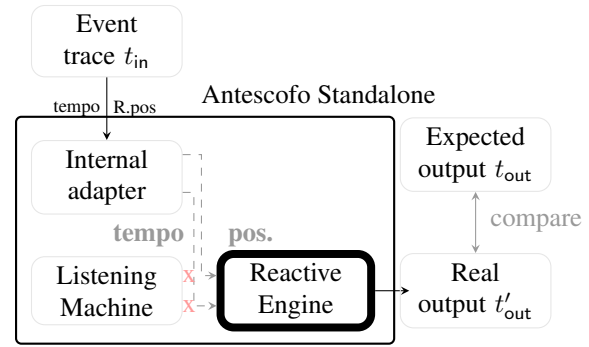 Event
trace t_in
tempo R.pos
Antescofo Standalone
Internal
adapter
Expected
output t_out
tempo pos.
compare
Listening
Machine
x
x
Reactive
Engine
Real
output t'_out